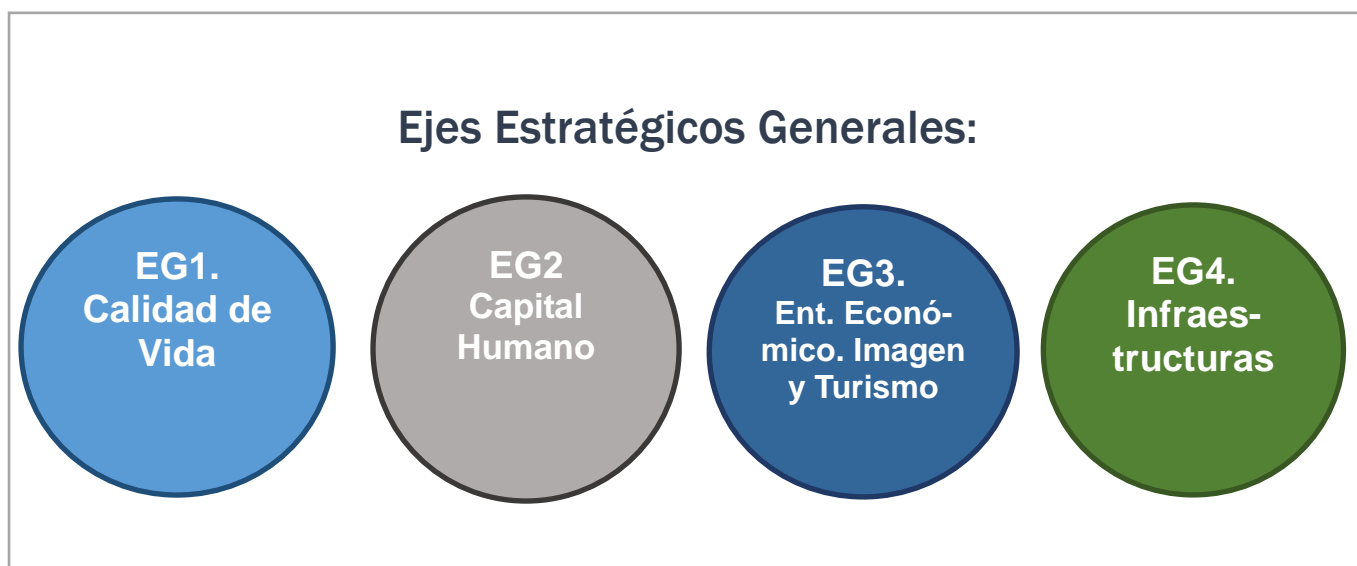 Ejes Estratégicos Generales:
EG1.
Calidad de
Vida
EG2
Capital
Humano
EG3.
Ent. Econó-
mico. Imagen
y Turismo
EG4.
Infraes-
tructuras